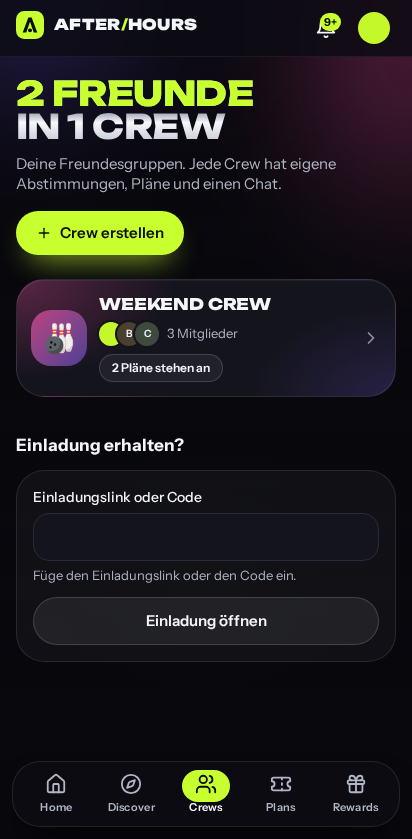 AFTER/HOURS
9+
2 FREUNDE
IN 1 CREW
Deine Freundesgruppen. Jede Crew hat eigene
Abstimmungen, Pläne und einen Chat.
+ Crew erstellen
WEEKEND CREW
B C 3 Mitglieder
2 Pläne stehen an
Einladung erhalten?
Einladungslink oder Code
Füge den Einladungslink oder den Code ein.
Einladung öffnen
Home Discover Crews Plans Rewards